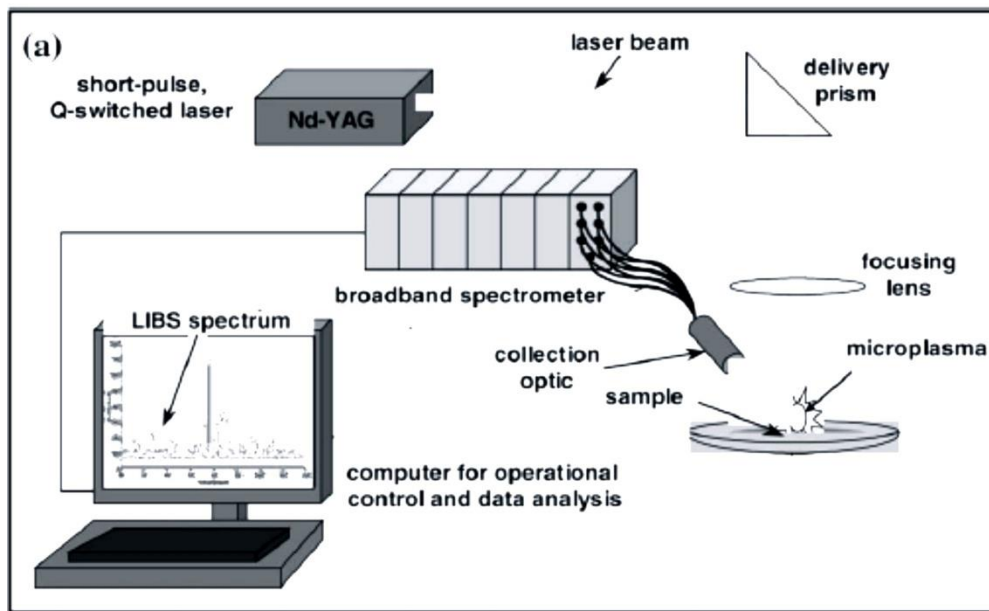 (a)
laser beam
short-pulse,
Q-switched laser
Nd-YAG
delivery
prism
broadband spectrometer
focusing
lens
LIBS spectrum
collection
optic
microplasma
sample
computer for operational
control and data analysis